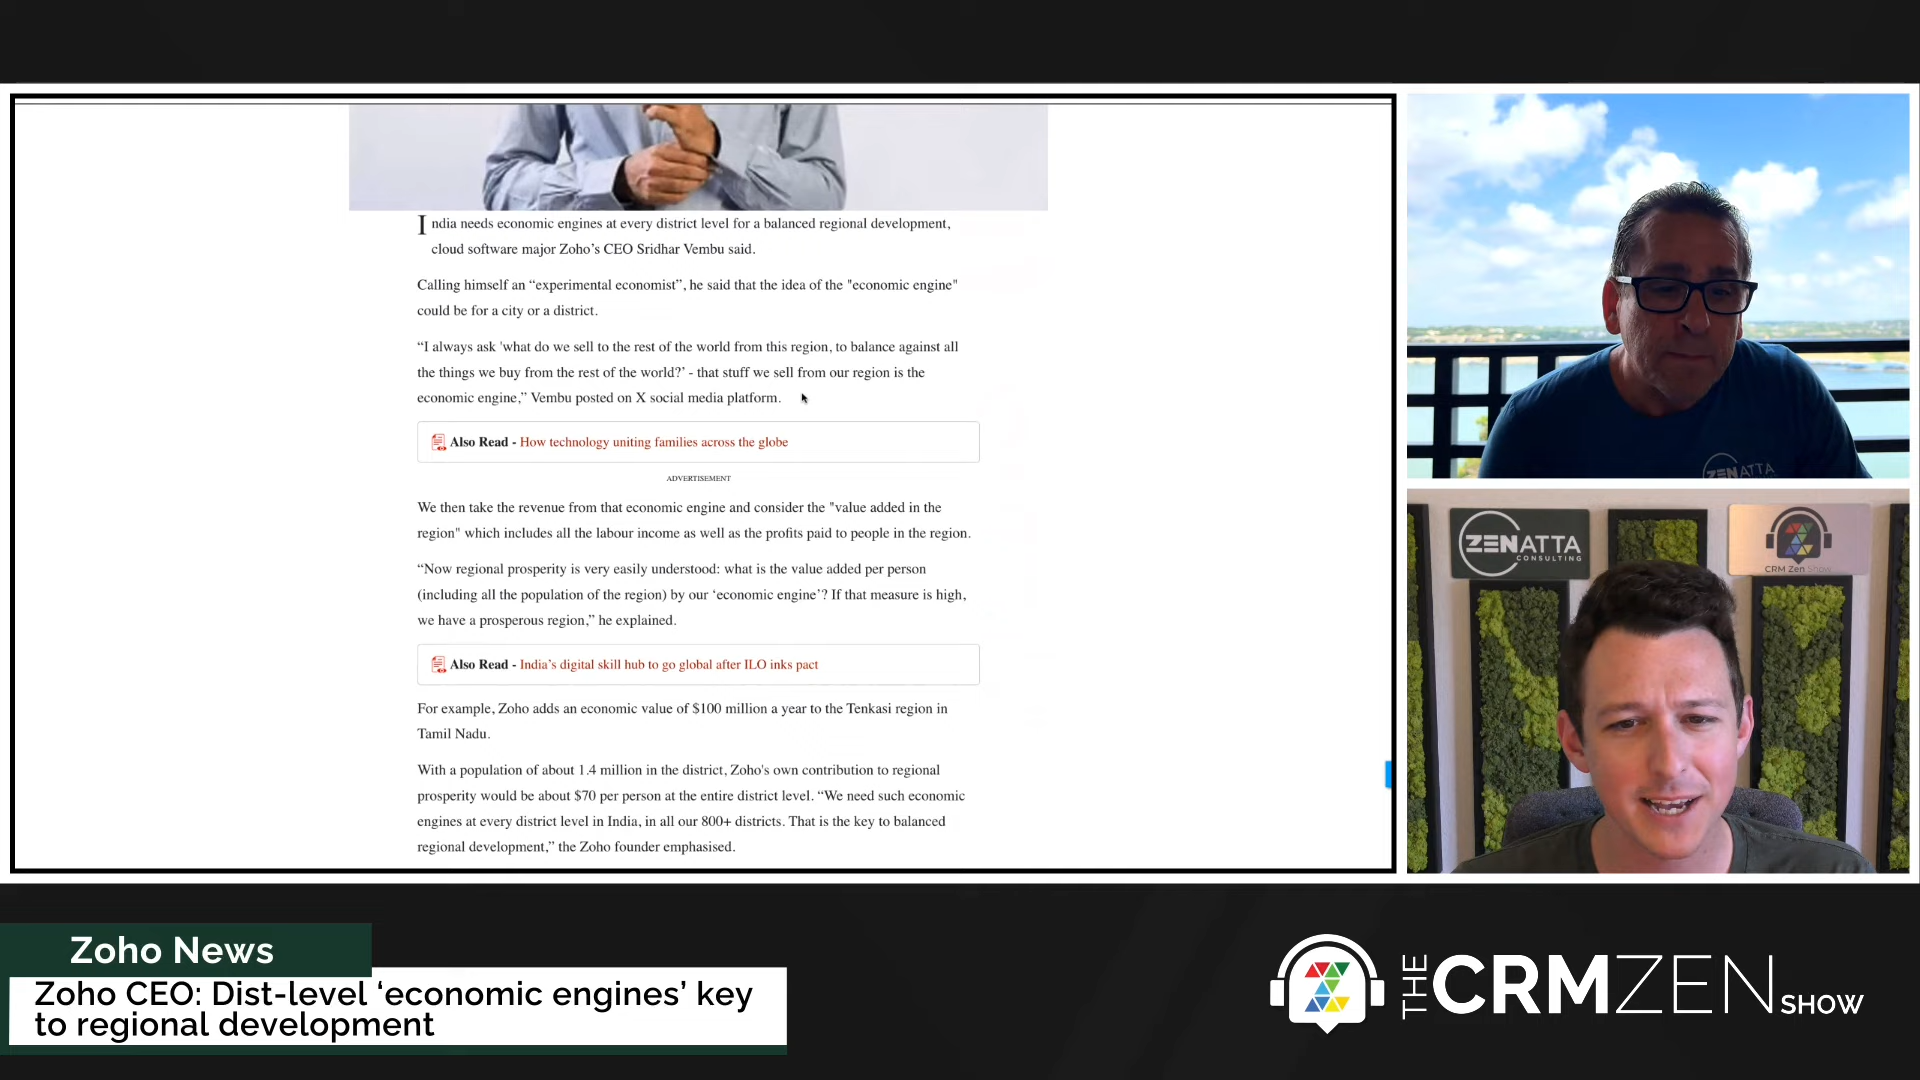 India needs economic engines at every district level for a balanced regional development,
cloud software major Zoho’s CEO Sridhar Vembu said.
Calling himself an “experimental economist”, he said that the idea of the "economic engine"
could be for a city or a district.
“I always ask 'what do we sell to the rest of the world from this region, to balance against all
the things we buy from the rest of the world?’ - that stuff we sell from our region is the
economic engine,” Vembu posted on X social media platform.
Also Read - How technology uniting families across the globe
ADVERTISEMENT
We then take the revenue from that economic engine and consider the "value added in the
region" which includes all the labour income as well as the profits paid to people in the region.
“Now regional prosperity is very easily understood: what is the value added per person
(including all the population of the region) by our ‘economic engine’? If that measure is high,
we have a prosperous region,” he explained.
Also Read - India’s digital skill hub to go global after ILO inks pact
For example, Zoho adds an economic value of $100 million a year to the Tenkasi region in
Tamil Nadu.
With a population of about 1.4 million in the district, Zoho's own contribution to regional
prosperity would be about $70 per person at the entire district level. “We need such economic
engines at every district level in India, in all our 800+ districts. That is the key to balanced
regional development,” the Zoho founder emphasised.
ZENATTA
ZENATTA
CONSULTING
CRM Zen Show
Zoho News
Zoho CEO: Dist-level ‘economic engines’ key
to regional development
THE CRMZEN SHOW